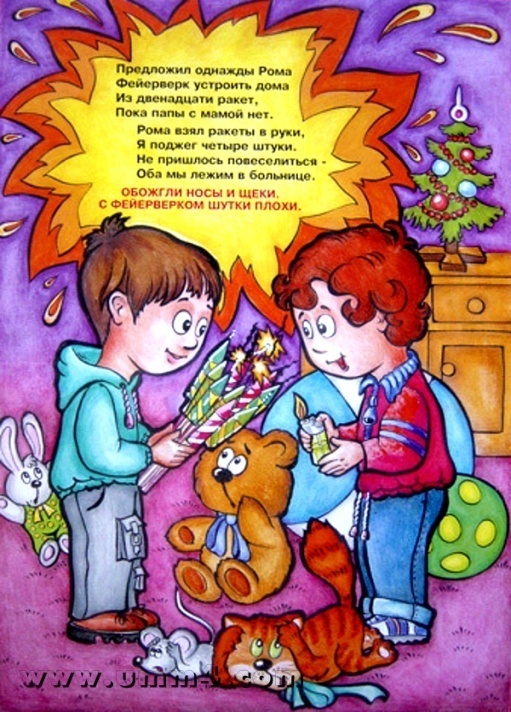 Предложил однажды Рома
Фейерверк устроить дома
Из двенадцати ракет,
Пока папы с мамой нет.
Рома взял ракеты в руки,
Я поджег четыре штуки.
Не пришлось повеселиться -
Оба мы лежим в больнице.
ОБОЖГЛИ НОСЫ И ЩЕКИ.
С ФЕЙЕРВЕРКОМ ШУТКИ ПЛОХИ.